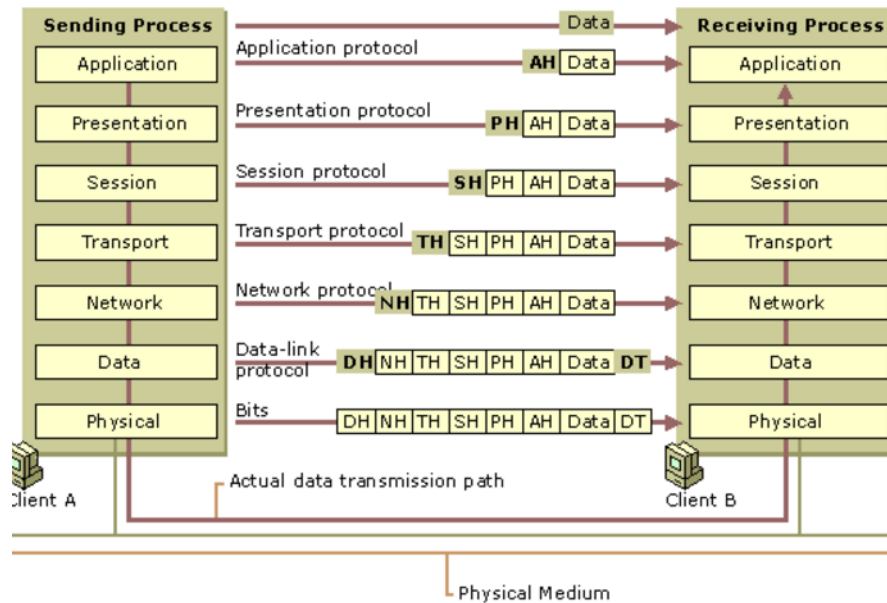 Sending Process
Data
Receiving Process
Application
Application protocol
AH Data
Application
Presentation
Presentation protocol
PH AH Data
Presentation
Session
Session protocol
SH PH AH Data
Session
Transport
Transport protocol
TH SH PH AH Data
Transport
Network
Network protocol
NH TH SH PH AH Data
Network
Data
Data-link
protocol
DH NH TH SH PH AH Data DT
Data
Physical
Bits
DH NH TH SH PH AH Data DT
Physical
Client A
Actual data transmission path
Client B
Physical Medium